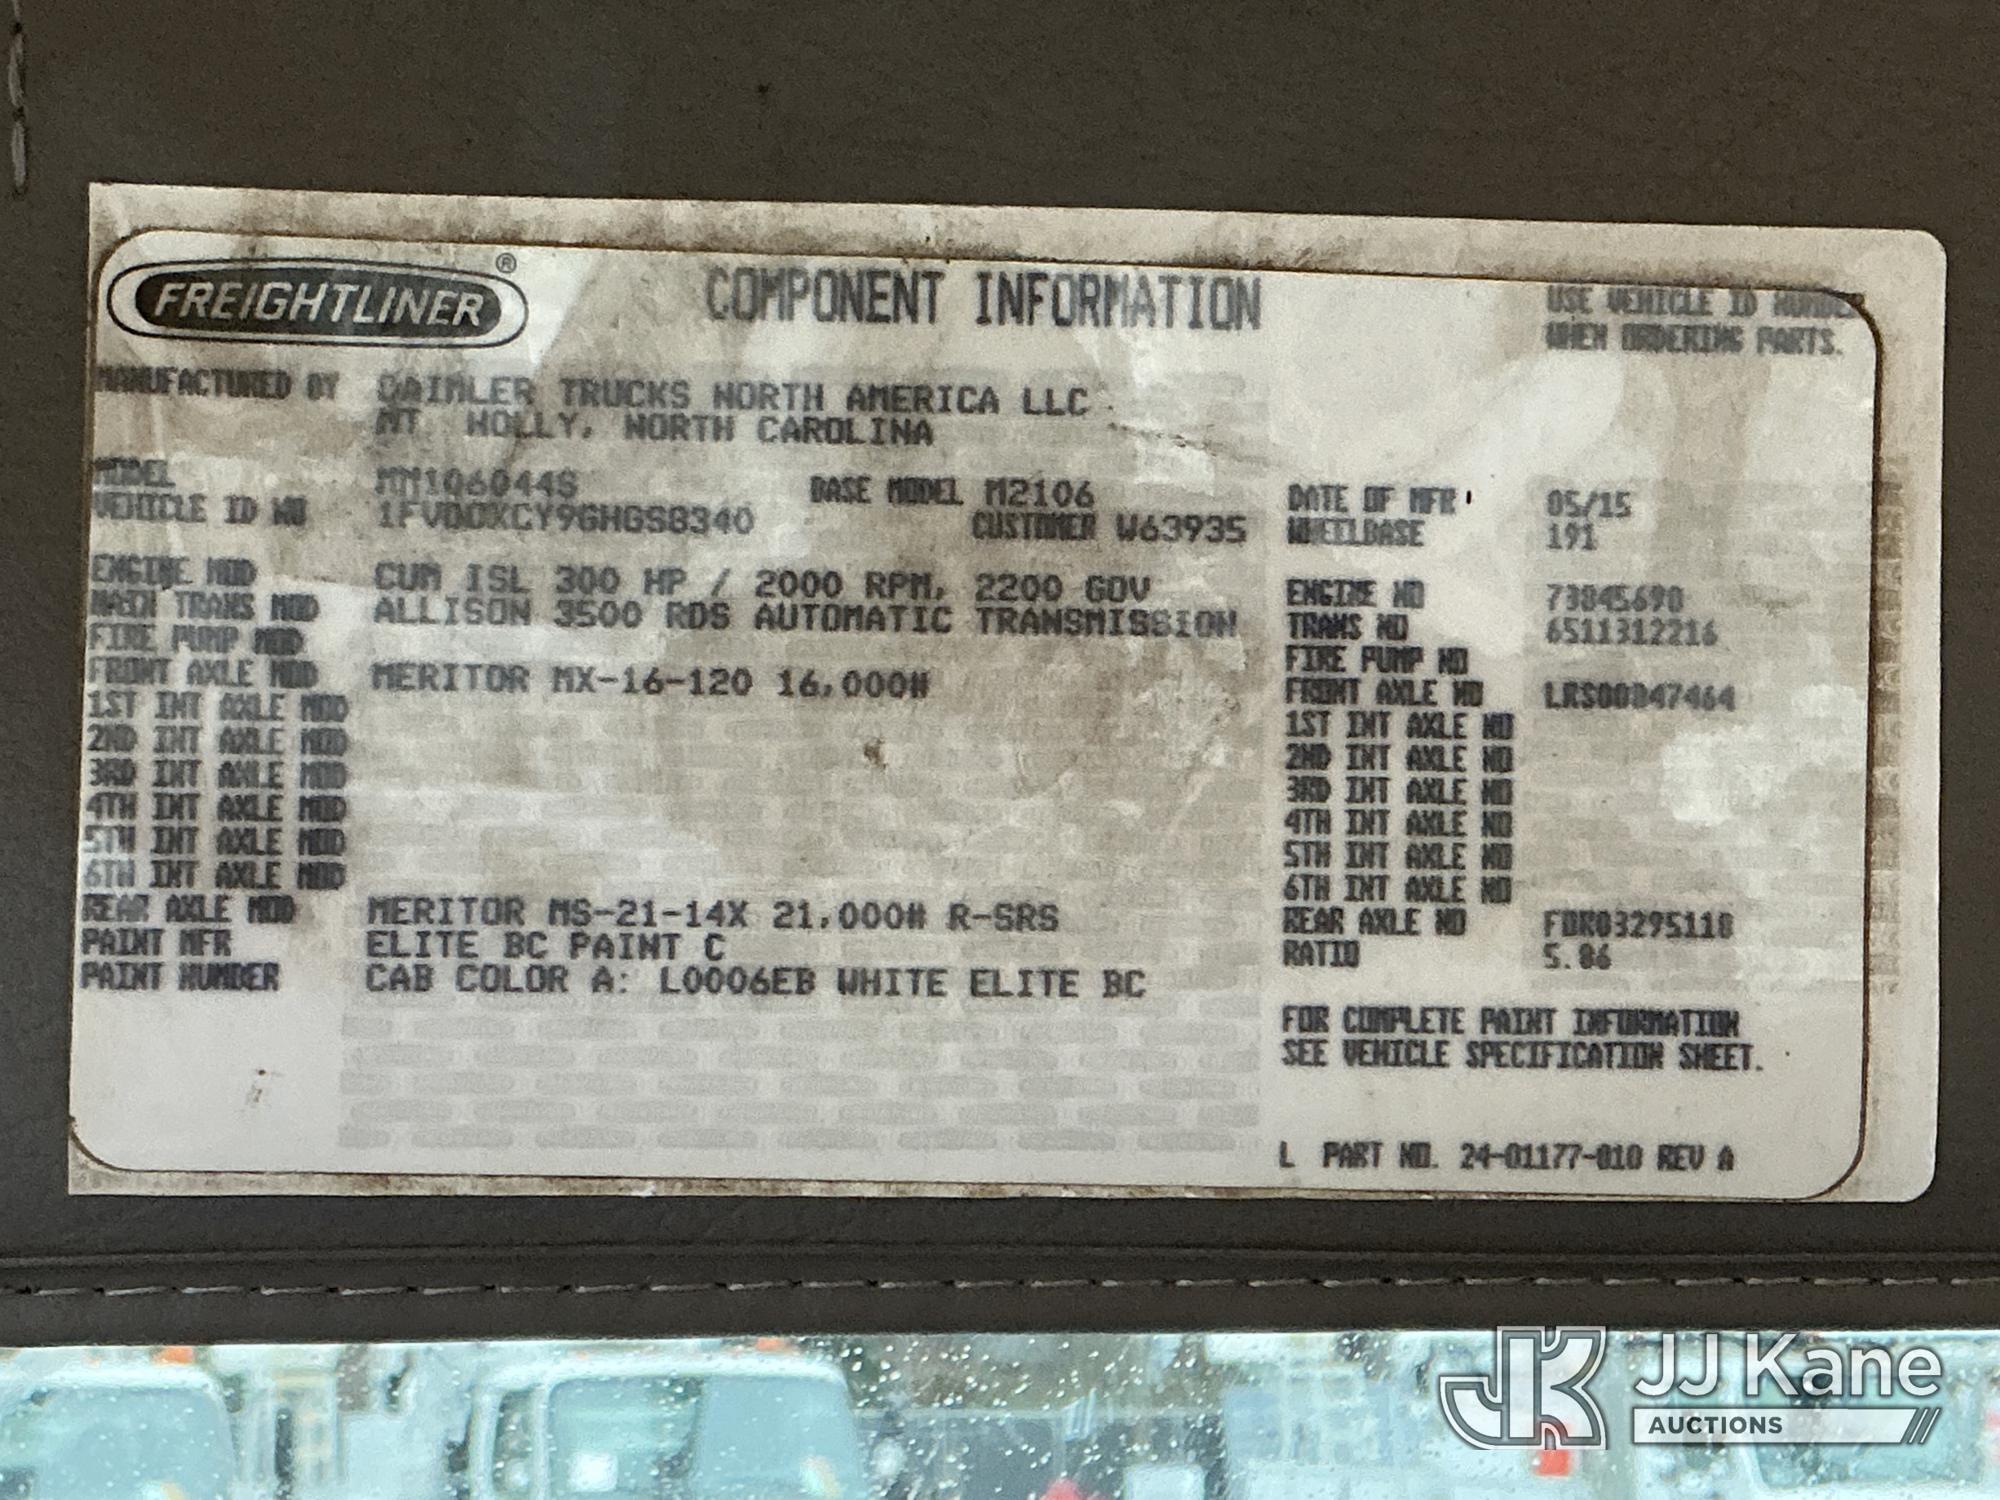 FREIGHTLINER®
COMPONENT INFORMATION
USE VEHICLE ID NUMBER
WHEN ORDERING PARTS.
MANUFACTURED BY DAIMLER TRUCKS NORTH AMERICA LLC
MT. HOLLY, NORTH CAROLINA
MODEL MM106044S BASE MODEL M2106 DATE OF MFR 05/15
VEHICLE ID NO CUSTOMER W63935 WHEELBASE 191
ENGINE MOD CUM ISL 300 HP / 2000 RPM, 2200 GOV ENGINE NO 73845690
MAIN TRANS MOD ALLISON 3500 RDS AUTOMATIC TRANSMISSION TRANS NO 6511312216
FIRE PUMP MOD FIRE PUMP NO
FRONT AXLE MOD MERITOR MX-16-120 16,000# FRONT AXLE NO LRS00047464
1ST INT AXLE MOD 1ST INT AXLE NO
2ND INT AXLE MOD 2ND INT AXLE NO
3RD INT AXLE MOD 3RD INT AXLE NO
4TH INT AXLE MOD 4TH INT AXLE NO
5TH INT AXLE MOD 5TH INT AXLE NO
6TH INT AXLE MOD 6TH INT AXLE NO
REAR AXLE MOD MERITOR MS-21-14X 21,000# R-SRS REAR AXLE NO
PAINT MFR ELITE BC PAINT C RATIO 5.86
PAINT NUMBER CAB COLOR A: L0006EB WHITE ELITE BC
FOR COMPLETE PAINT INFORMATION
SEE VEHICLE SPECIFICATION SHEET.
L PART NO. 24-01177-010 REV A
JK JJ Kane
AUCTIONS